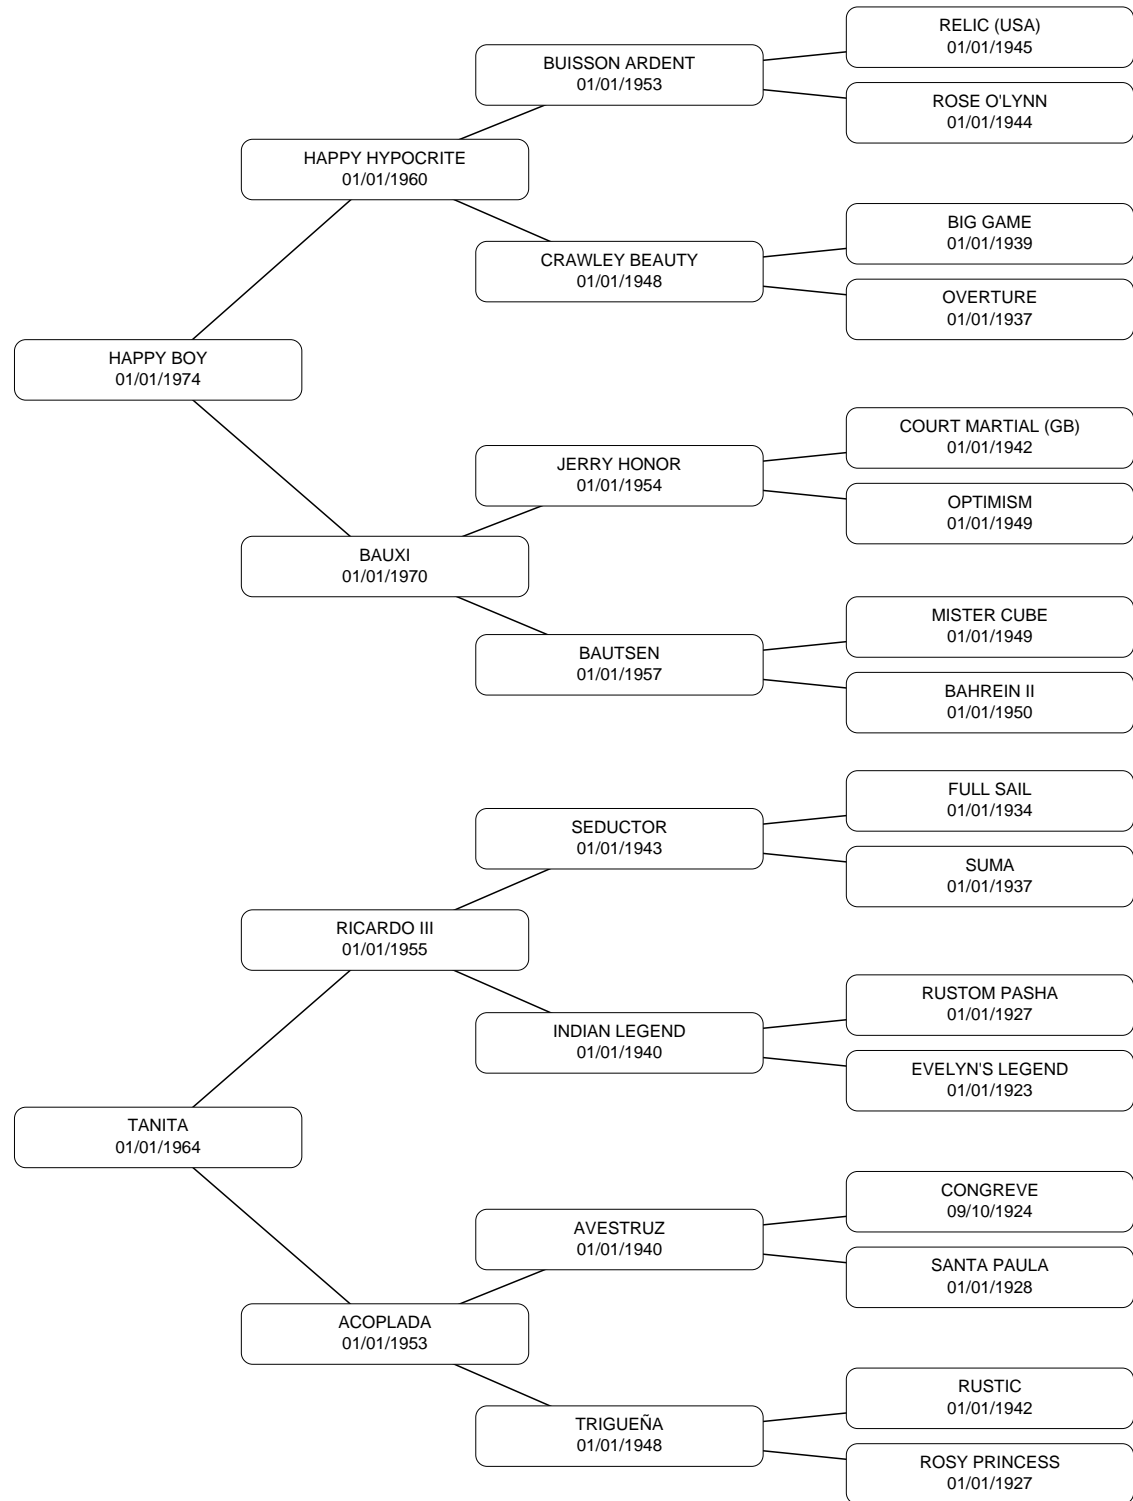 RELIC (USA)
01/01/1945
BUISSON ARDENT
01/01/1953
ROSE O'LYNN
01/01/1944
HAPPY HYPOCRITE
01/01/1960
BIG GAME
01/01/1939
CRAWLEY BEAUTY
01/01/1948
OVERTURE
01/01/1937
HAPPY BOY
01/01/1974
COURT MARTIAL (GB)
01/01/1942
JERRY HONOR
01/01/1954
OPTIMISM
01/01/1949
BAUXI
01/01/1970
MISTER CUBE
01/01/1949
BAUTSEN
01/01/1957
BAHREIN II
01/01/1950
FULL SAIL
01/01/1934
SEDUCTOR
01/01/1943
SUMA
01/01/1937
RICARDO III
01/01/1955
RUSTOM PASHA
01/01/1927
INDIAN LEGEND
01/01/1940
EVELYN'S LEGEND
01/01/1923
TANITA
01/01/1964
CONGREVE
09/10/1924
AVESTRUZ
01/01/1940
SANTA PAULA
01/01/1928
ACOPLADA
01/01/1953
RUSTIC
01/01/1942
TRIGUEÑA
01/01/1948
ROSY PRINCESS
01/01/1927